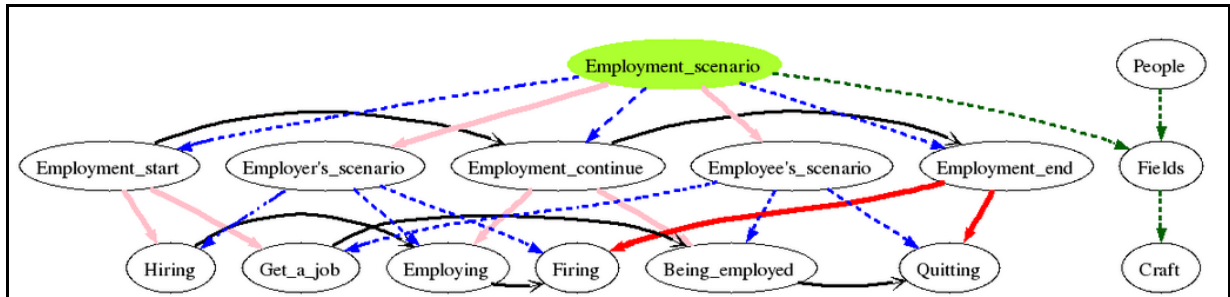 Employment_scenario People
Employment_start Employer's_scenario Employment_continue Employee's_scenario Employment_end Fields
Hiring Get_a_job Employing Firing Being_employed Quitting Craft